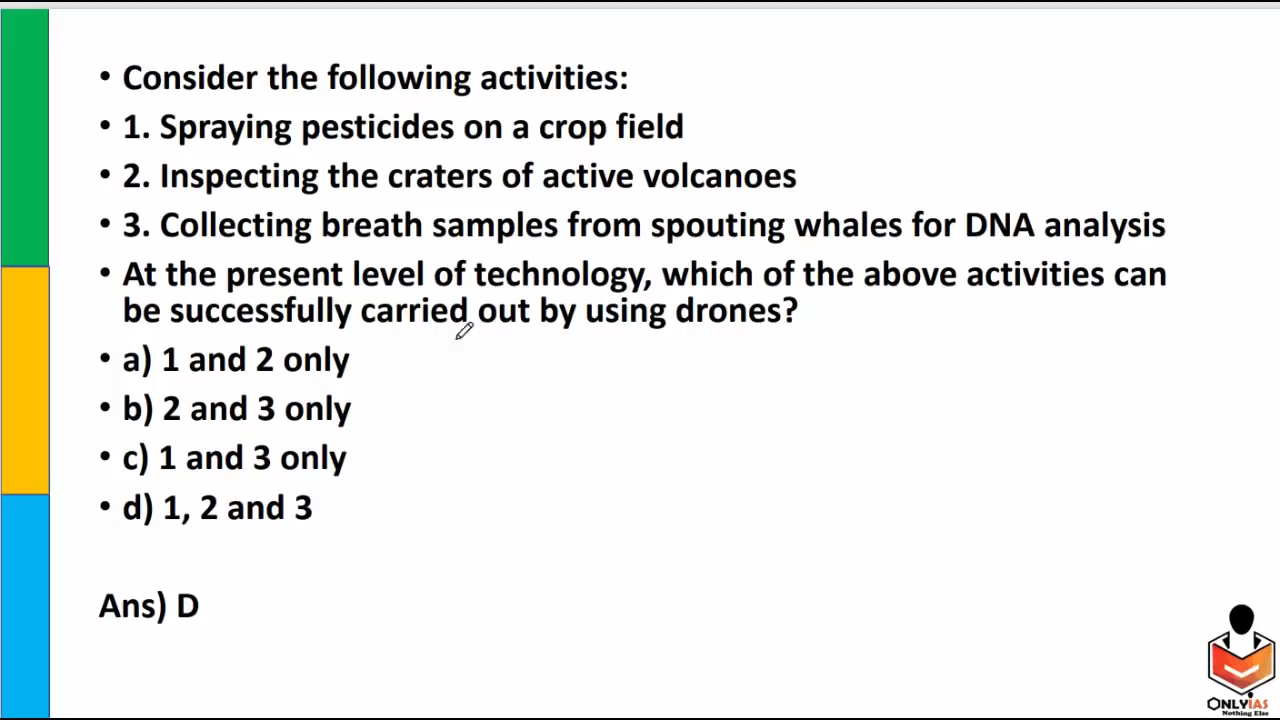 • Consider the following activities:
• 1. Spraying pesticides on a crop field
• 2. Inspecting the craters of active volcanoes
• 3. Collecting breath samples from spouting whales for DNA analysis
• At the present level of technology, which of the above activities can
be successfully carried out by using drones?
• a) 1 and 2 only
• b) 2 and 3 only
• c) 1 and 3 only
• d) 1, 2 and 3
Ans) D
ONLYIAS
Nothing Else